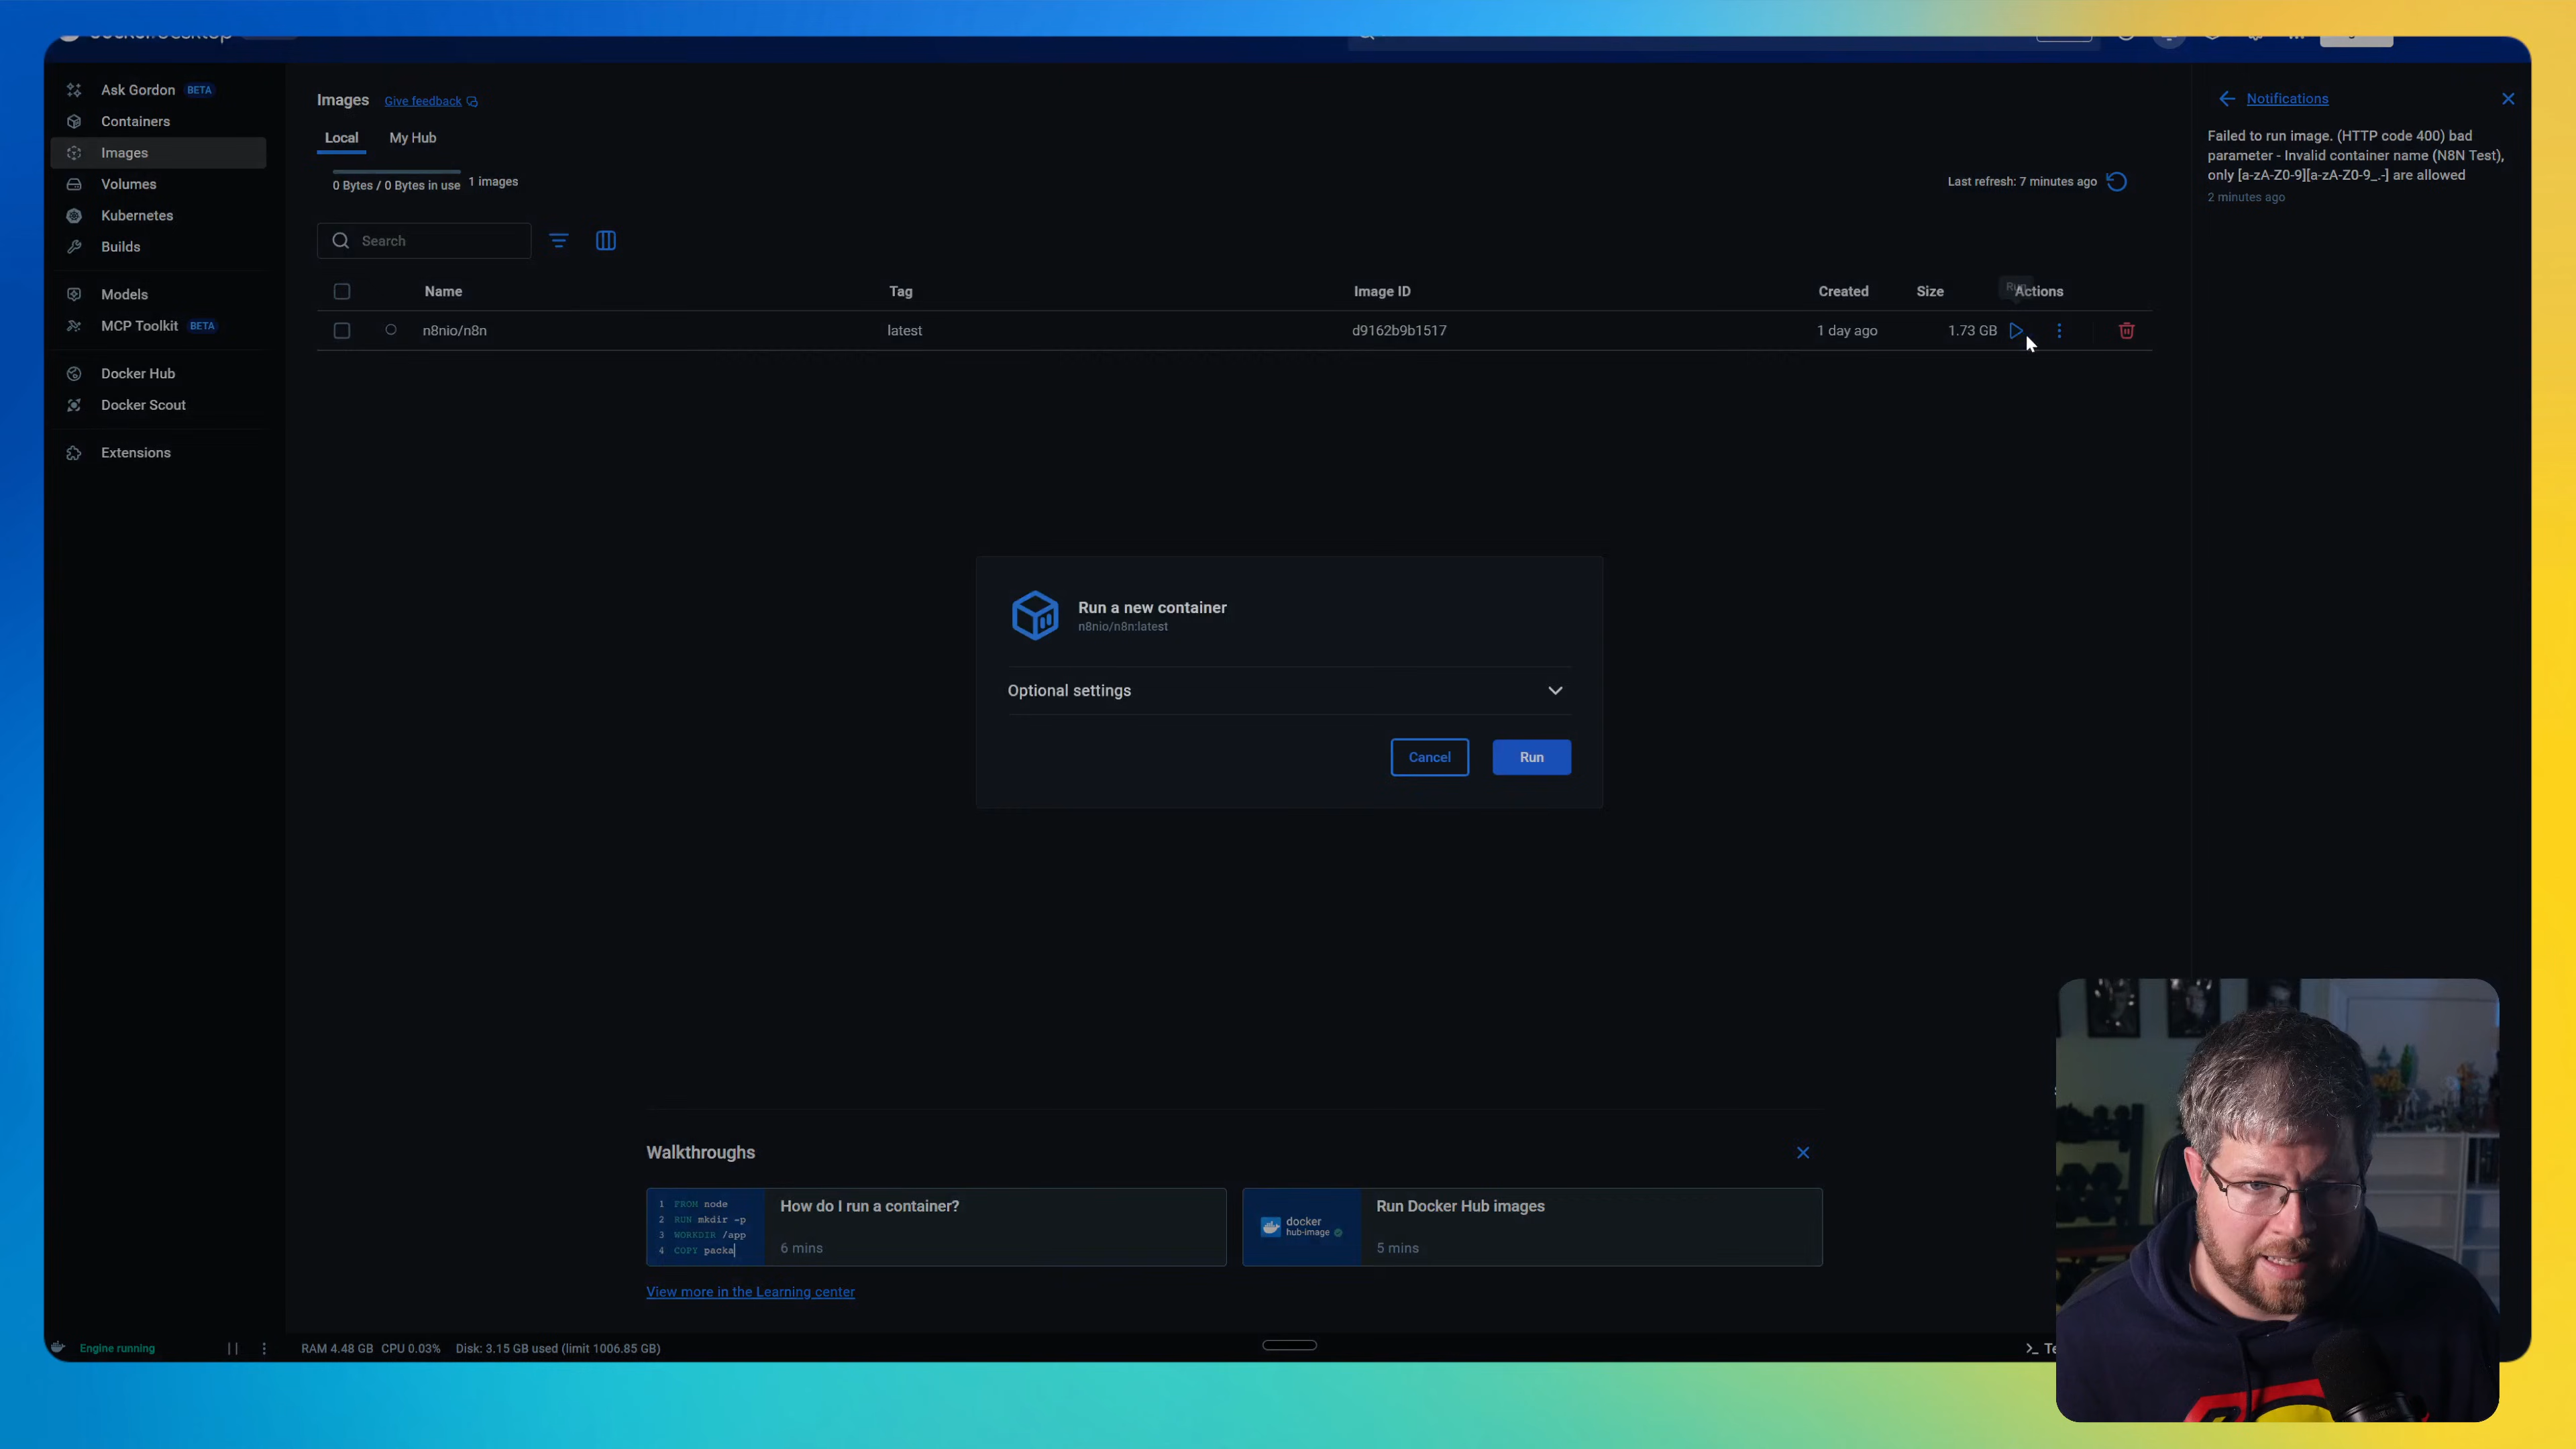 Ask Gordon BETA
Containers
Images
Volumes
Kubernetes
Builds
Models
MCP Toolkit BETA
Docker Hub
Docker Scout
Extensions
Images Give feedback
Local My Hub
0 Bytes / 0 Bytes in use 1 images
Last refresh: 7 minutes ago
Search
Name Tag Image ID Created Size Actions
n8nio/n8n latest d9162b9b1517 1 day ago 1.73 GB
Notifications
Failed to run image. (HTTP code 400) bad
parameter - Invalid container name (N8N Test),
only [a-zA-Z0-9][a-zA-Z0-9_.-] are allowed
2 minutes ago
Run a new container
n8nio/n8n:latest
Optional settings
Cancel Run
Walkthroughs
1 FROM node
2 RUN mkdir -p
3 WORKDIR /app
4 COPY packa
How do I run a container?
6 mins
docker
hub-image
Run Docker Hub images
5 mins
View more in the Learning center
Engine running
RAM 4.48 GB CPU 0.03% Disk: 3.15 GB used (limit 1006.85 GB)